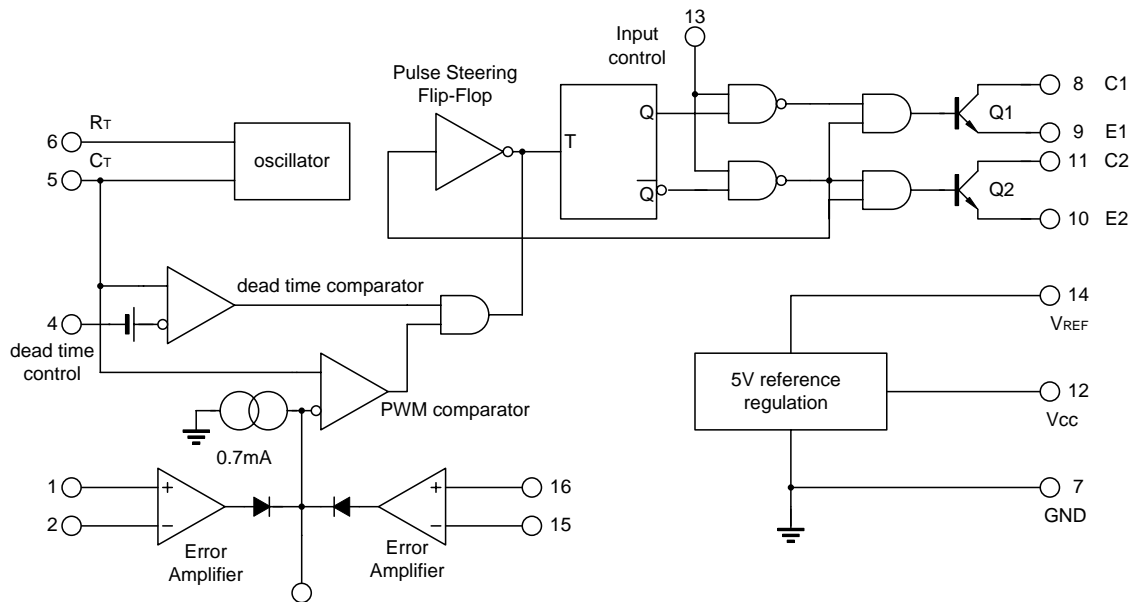 13
Input
control
Pulse Steering
Flip-Flop
8 C1
Q
Q1
6 RT
oscillator
T
9 E1
5 CT
11 C2
Q
Q2
10 E2
dead time comparator
4
dead time
control
14
VREF
5V reference
regulation
12
Vcc
PWM comparator
0.7mA
1
+
+
16
2
−
−
15
7
GND
Error
Amplifier
Error
Amplifier